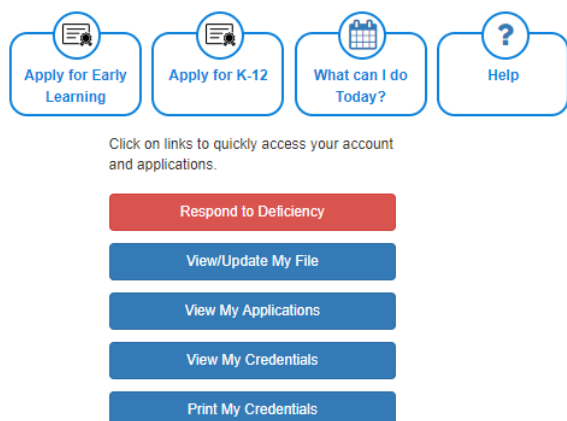 Apply for Early
Learning
Apply for K-12
What can I do
Today?
?
Help
Click on links to quickly access your account
and applications.
Respond to Deficiency
View/Update My File
View My Applications
View My Credentials
Print My Credentials